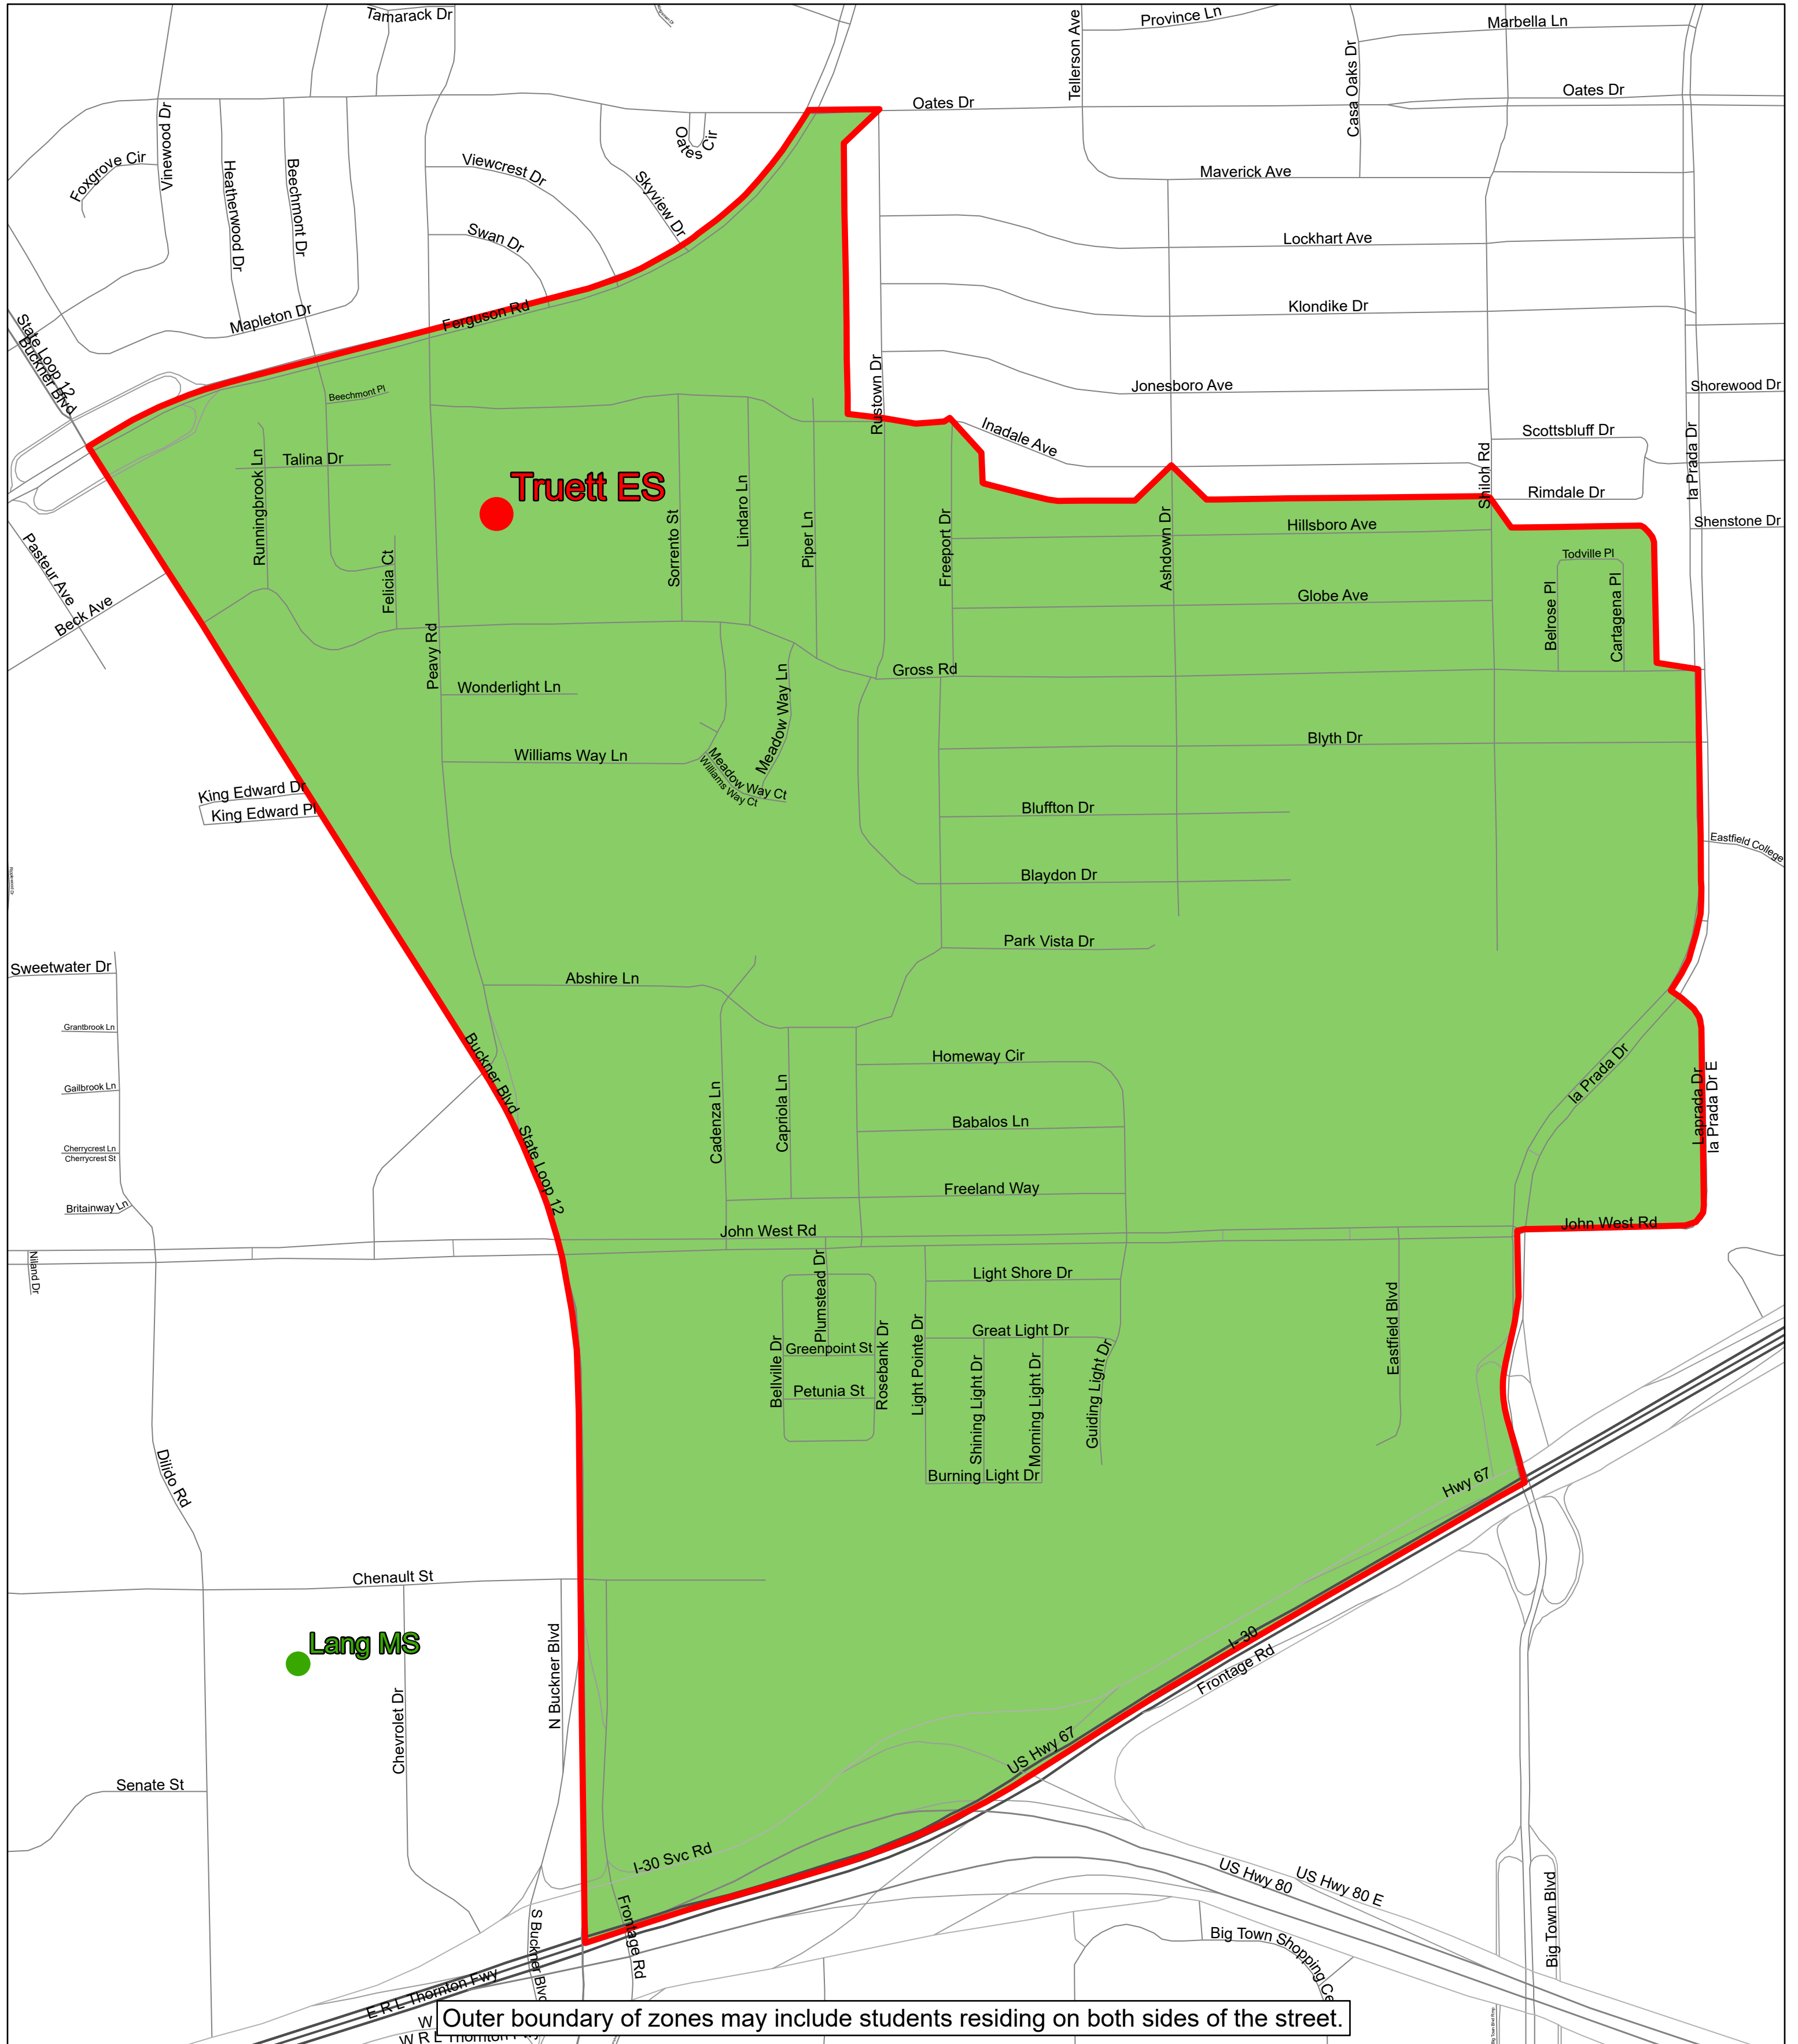 Tamarack Dr
Province Ln
Marbella Ln
Tellerson Ave
Casa Oaks Dr
Oates Dr
Oates Dr
Oates Cir
Vinewood Dr
Foxgrove Cir
Heatherwood Dr
Beechmont Dr
Viewcrest Dr
Skyview Dr
Swan Dr
Maverick Ave
Lockhart Ave
Klondike Dr
Mapleton Dr
Ferguson Rd
State Loop 12
Buckner Blvd
Beechmont Pl
Rustown Dr
Jonesboro Ave
Shorewood Dr
Inadale Ave
Scottsbluff Dr
la Prada Dr
Shiloh Rd
Rimdale Dr
Runningbrook Ln
Talina Dr
Truett ES
Sorrento St
Lindaro Ln
Piper Ln
Freeport Dr
Ashdown Dr
Hillsboro Ave
Shenstone Dr
Todville Pl
Pasteur Ave
Beck Ave
Felicia Ct
Globe Ave
Belrose Pl
Cartagena Pl
Peavy Rd
Gross Rd
Wonderlight Ln
Meadow Way Ln
Williams Way Ln
Meadow Way Ct
Williams Way Ct
Blyth Dr
King Edward Dr
King Edward Pl
Bluffton Dr
Eastfield College
Blaydon Dr
Park Vista Dr
Sweetwater Dr
Abshire Ln
Grantbrook Ln
Buckner Blvd
Homeway Cir
la Prada Dr
Laprada Dr
la Prada Dr E
Gailbrook Ln
Cadenza Ln
Capriola Ln
Babalos Ln
State Loop 12
Cherrycrest Ln
Cherrycrest St
Freeland Way
Britainway Ln
John West Rd
John West Rd
Niland Dr
Plumstead Dr
Light Shore Dr
Bellville Dr
Greenpoint St
Rosebank Dr
Petunia St
Light Pointe Dr
Great Light Dr
Shining Light Dr
Morning Light Dr
Guiding Light Dr
Eastfield Blvd
Burning Light Dr
Hwy 67
Dilido Rd
Chenault St
Lang MS
N Buckner Blvd
Chevrolet Dr
I-30
Frontage Rd
US Hwy 67
Senate St
I-30 Svc Rd
US Hwy 80
US Hwy 80 E
Big Town Blvd
S Buckner Blvd
Frontage Rd
Big Town Shopping Ce
E R L Thornton Fwy
W
W R L Thornton Fwy
Outer boundary of zones may include students residing on both sides of the street.